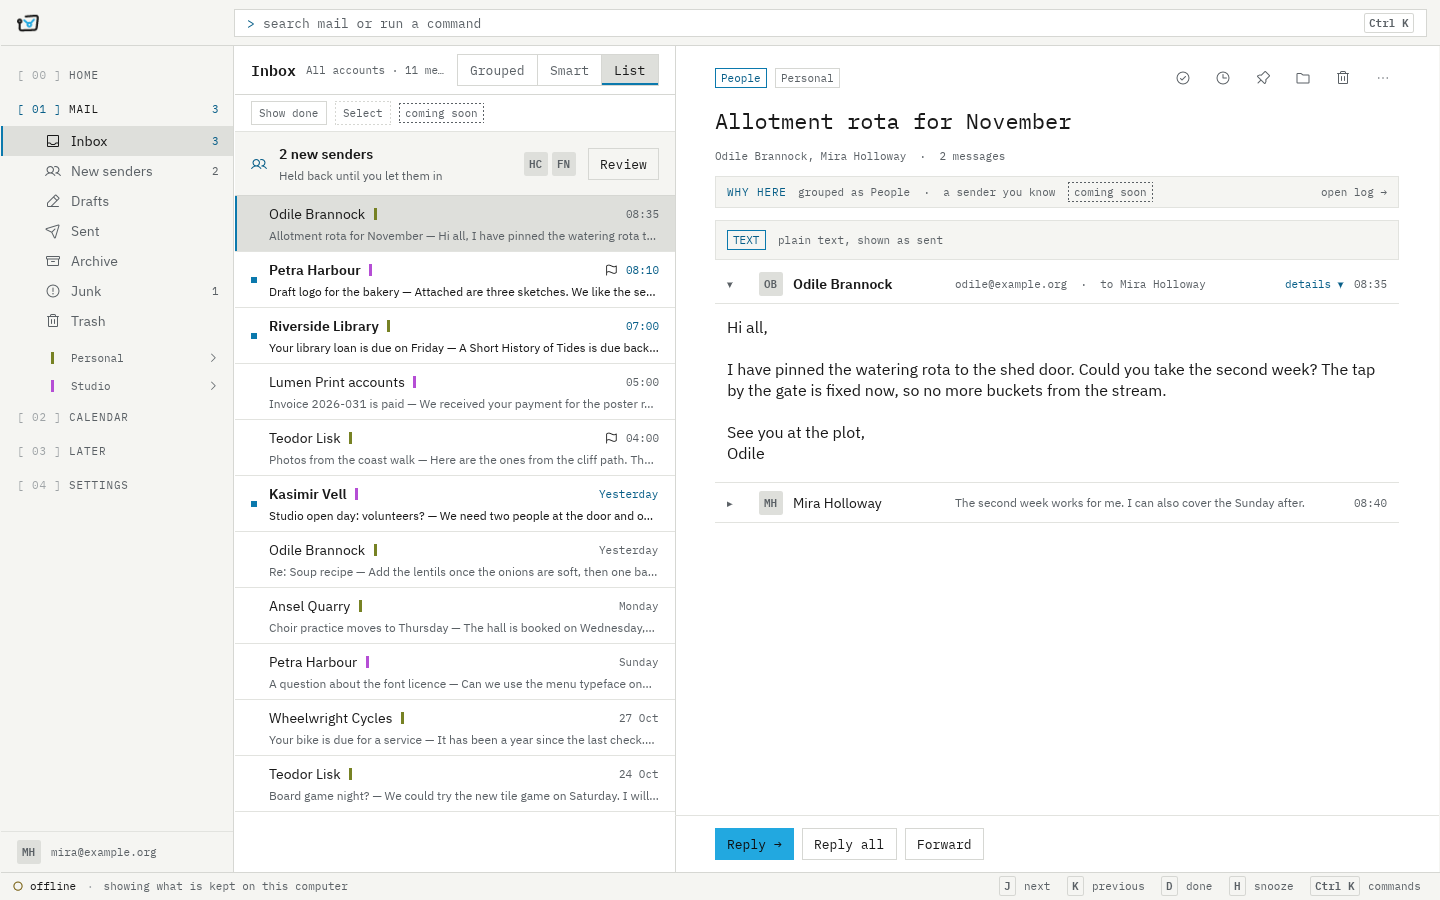 > search mail or run a command Ctrl K
[ 00 ] HOME
[ 01 ] MAIL 3
Inbox 3
New senders 2
Drafts
Sent
Archive
Junk 1
Trash
Personal
Studio
[ 02 ] CALENDAR
[ 03 ] LATER
[ 04 ] SETTINGS
MH mira@example.org
Inbox All accounts · 11 me… Grouped Smart List
Show done Select coming soon
2 new senders
Held back until you let them in
HC FN Review
Odile Brannock 08:35
Allotment rota for November — Hi all, I have pinned the watering rota t…
Petra Harbour 08:10
Draft logo for the bakery — Attached are three sketches. We like the se…
Riverside Library 07:00
Your library loan is due on Friday — A Short History of Tides is due back…
Lumen Print accounts 05:00
Invoice 2026-031 is paid — We received your payment for the poster r…
Teodor Lisk 04:00
Photos from the coast walk — Here are the ones from the cliff path. Th…
Kasimir Vell Yesterday
Studio open day: volunteers? — We need two people at the door and o…
Odile Brannock Yesterday
Re: Soup recipe — Add the lentils once the onions are soft, then one ba…
Ansel Quarry Monday
Choir practice moves to Thursday — The hall is booked on Wednesday,…
Petra Harbour Sunday
A question about the font licence — Can we use the menu typeface on…
Wheelwright Cycles 27 Oct
Your bike is due for a service — It has been a year since the last check.…
Teodor Lisk 24 Oct
Board game night? — We could try the new tile game on Saturday. I will…
People Personal
Allotment rota for November
Odile Brannock, Mira Holloway · 2 messages
WHY HERE grouped as People · a sender you know coming soon open log →
TEXT plain text, shown as sent
▾ OB Odile Brannock odile@example.org · to Mira Holloway details ▾ 08:35
Hi all,
I have pinned the watering rota to the shed door. Could you take the second week? The tap
by the gate is fixed now, so no more buckets from the stream.
See you at the plot,
Odile
▸ MH Mira Holloway The second week works for me. I can also cover the Sunday after. 08:40
Reply → Reply all Forward
offline · showing what is kept on this computer
J next K previous D done H snooze Ctrl K commands